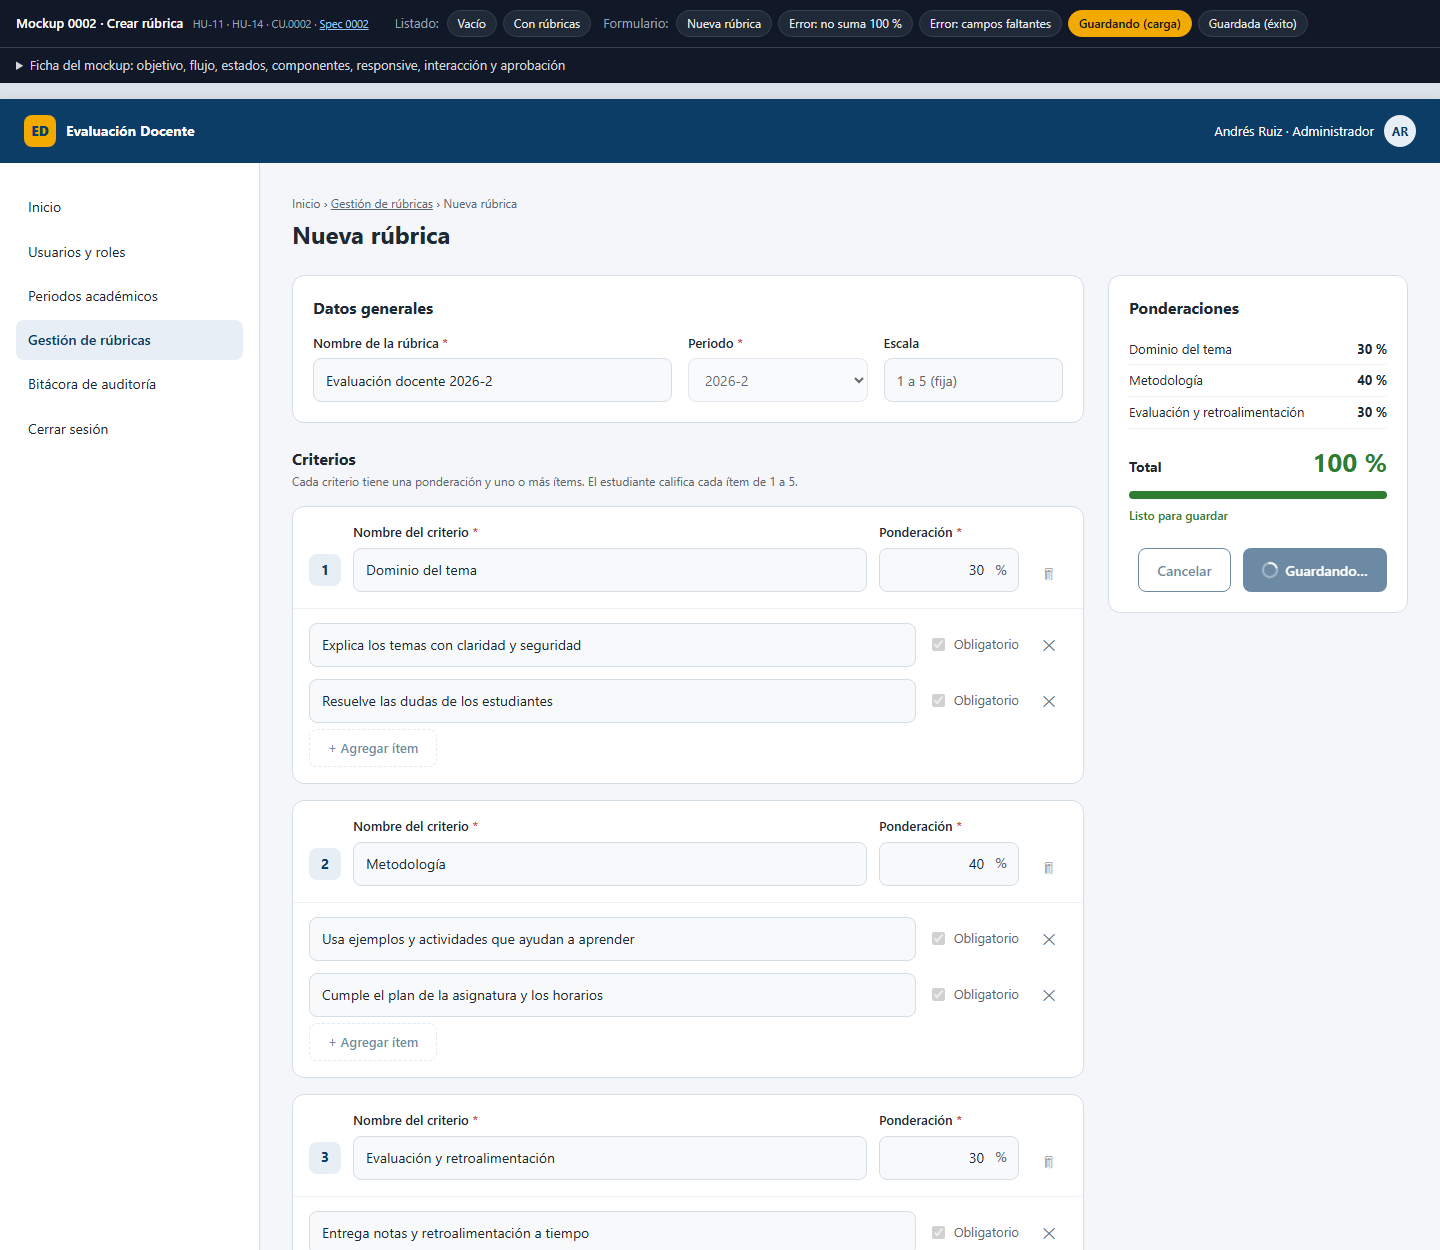 Mockup 0002 · Crear rúbrica HU-11 · HU-14 · CU.0002 · Spec 0002 Listado: Vacío Con rúbricas Formulario: Nueva rúbrica Error: no suma 100 % Error: campos faltantes Guardando (carga) Guardada (éxito)
▶ Ficha del mockup: objetivo, flujo, estados, componentes, responsive, interacción y aprobación
ED Evaluación Docente
Andrés Ruiz · Administrador AR
Inicio
Usuarios y roles
Periodos académicos
Gestión de rúbricas
Bitácora de auditoría
Cerrar sesión
Inicio › Gestión de rúbricas › Nueva rúbrica
Nueva rúbrica
Datos generales
Nombre de la rúbrica * Periodo * Escala
Evaluación docente 2026-2 2026-2 1 a 5 (fija)
Criterios
Cada criterio tiene una ponderación y uno o más ítems. El estudiante califica cada ítem de 1 a 5.
Nombre del criterio * Ponderación *
1 Dominio del tema 30 %
Explica los temas con claridad y seguridad Obligatorio
Resuelve las dudas de los estudiantes Obligatorio
+ Agregar ítem
Nombre del criterio * Ponderación *
2 Metodología 40 %
Usa ejemplos y actividades que ayudan a aprender Obligatorio
Cumple el plan de la asignatura y los horarios Obligatorio
+ Agregar ítem
Nombre del criterio * Ponderación *
3 Evaluación y retroalimentación 30 %
Entrega notas y retroalimentación a tiempo Obligatorio
Ponderaciones
Dominio del tema 30 %
Metodología 40 %
Evaluación y retroalimentación 30 %
Total 100 %
Listo para guardar
Cancelar Guardando...